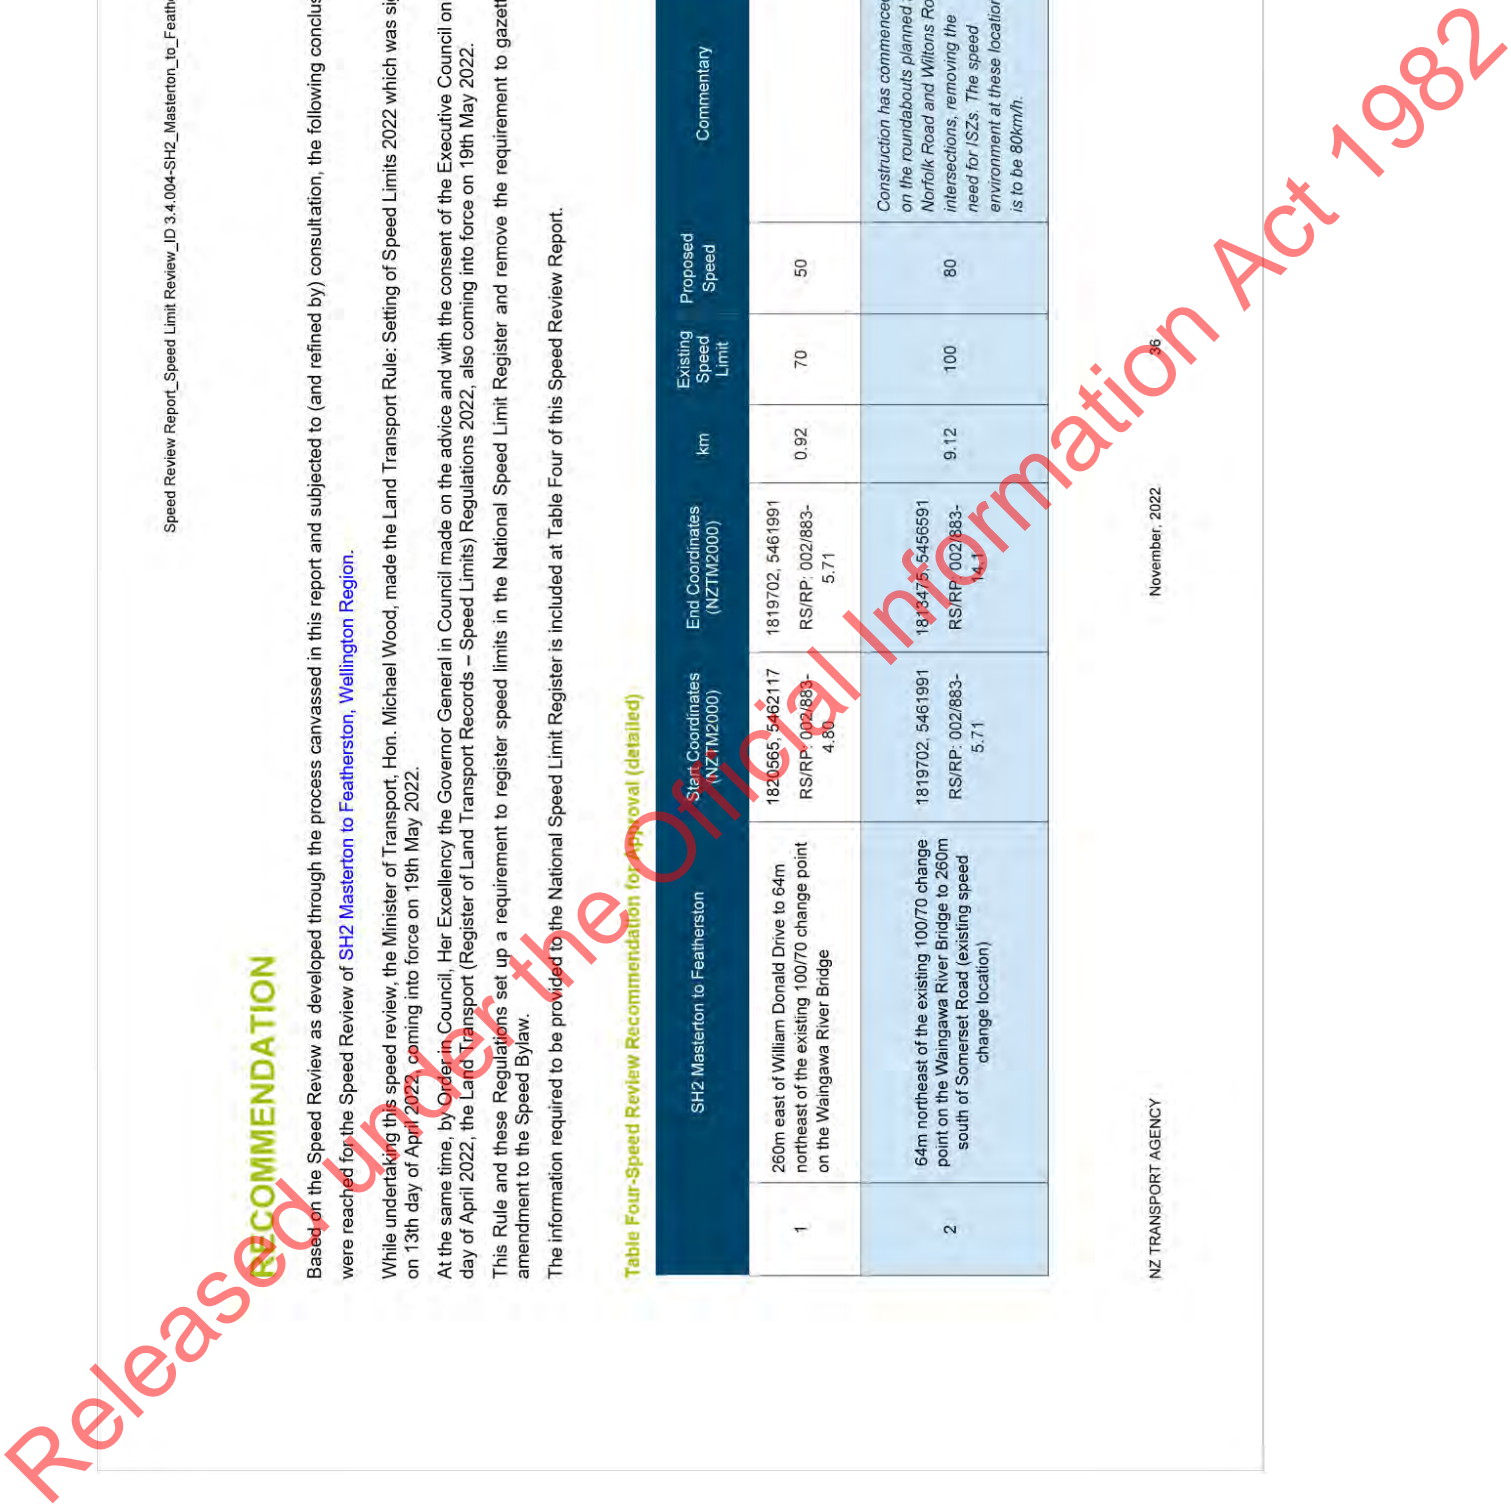 Speed Review Report_Speed Limit Review_ID 3.4.004-SH2_Masterton_to_Feath
RECOMMENDATION
Based on the Speed Review as developed through the process canvassed in this report and subjected to (and refined by) consultation, the following conclus
were reached for the Speed Review of SH2 Masterton to Featherston, Wellington Region.
While undertaking this speed review, the Minister of Transport, Hon. Michael Wood, made the Land Transport Rule: Setting of Speed Limits 2022 which was si
on 13th day of April 2022, coming into force on 19th May 2022.
At the same time, by Order in Council, Her Excellency the Governor General in Council made on the advice and with the consent of the Executive Council on
day of April 2022, the Land Transport (Register of Land Transport Records – Speed Limits) Regulations 2022, also coming into force on 19th May 2022.
This Rule and these Regulations set up a requirement to register speed limits in the National Speed Limit Register and remove the requirement to gazett
amendment to the Speed Bylaw.
The information required to be provided to the National Speed Limit Register is included at Table Four of this Speed Review Report.
Table Four-Speed Review Recommendation for Approval (detailed)
SH2 Masterton to Featherston
Start Coordinates
(NZTM2000)
End Coordinates
(NZTM2000)
km
Existing
Speed
Limit
Proposed
Speed
Commentary
1
260m east of William Donald Drive to 64m
northeast of the existing 100/70 change point
on the Waingawa River Bridge
1820565, 5462117
RS/RP: 002/883-
4.80
1819702, 5461991
RS/RP: 002/883-
5.71
0.92
70
50
2
64m northeast of the existing 100/70 change
point on the Waingawa River Bridge to 260m
south of Somerset Road (existing speed
change location)
1819702, 5461991
RS/RP: 002/883-
5.71
1813475, 5456591
RS/RP: 002/883-
14.1
9.12
100
80
Construction has commence
on the roundabouts planned
Norfolk Road and Wiltons Ro
intersections, removing the
need for ISZs. The speed
environment at these location
is to be 80km/h.
NZ TRANSPORT AGENCY
November, 2022
36
Released under the Official Information Act 1982